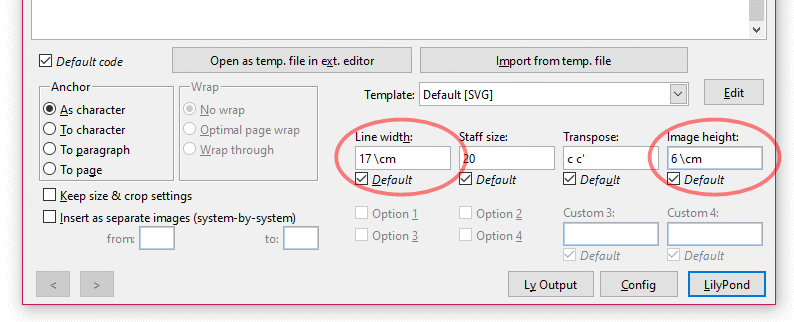 Default code
Open as temp. file in ext. editor
Import from temp. file
Anchor
Wrap
As character
No wrap
Template:
Default [SVG]
Edit
To character
Optimal page wrap
To paragraph
Wrap through
To page
Line width:
Staff size:
Transpose:
Image height:
17 \cm
20
c c'
6 \cm
Default
Default
Default
Default
Keep size & crop settings
Insert as separate images (system-by-system)
from:
to:
Option 1
Option 2
Custom 3:
Custom 4:
Option 3
Option 4
Default
Default
<
>
Ly Output
Config
LilyPond